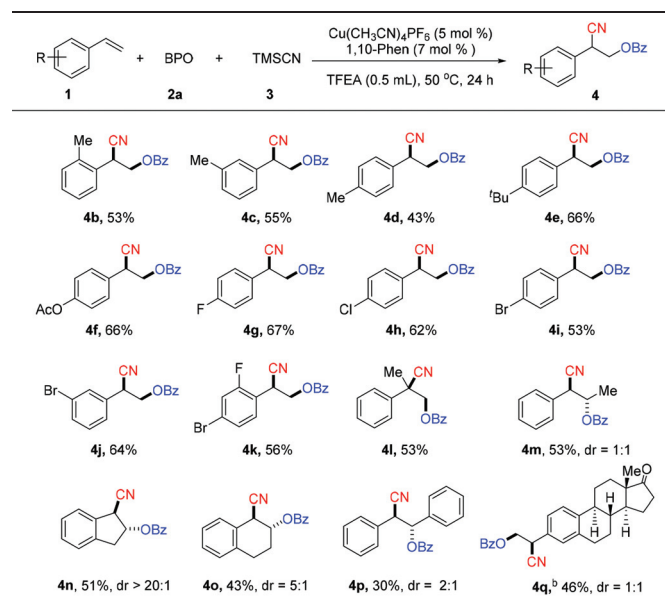 R
1
+
BPO
2a
+
TMSCN
3
Cu(CH3CN)4PF6 (5 mol %)
1,10-Phen (7 mol % )
TFEA (0.5 mL), 50 °C, 24 h
CN
OBz
R
4
Me CN
OBz
4b, 53%
Me CN
OBz
4c, 55%
CN
OBz
Me
4d, 43%
CN
OBz
tBu
4e, 66%
CN
OBz
AcO
4f, 66%
CN
OBz
F
4g, 67%
CN
OBz
Cl
4h, 62%
CN
OBz
Br
4i, 53%
CN
Br OBz
4j, 64%
F CN
OBz
Br
4k, 56%
Me CN
OBz
4l, 53%
CN
Me
OBz
4m, 53%, dr = 1:1
CN
OBz
4n, 51%, dr > 20:1
CN
OBz
4o, 43%, dr = 5:1
CN
OBz
4p, 30%, dr = 2:1
Me O
H
H H
BzO
CN
4q,b 46%, dr = 1:1